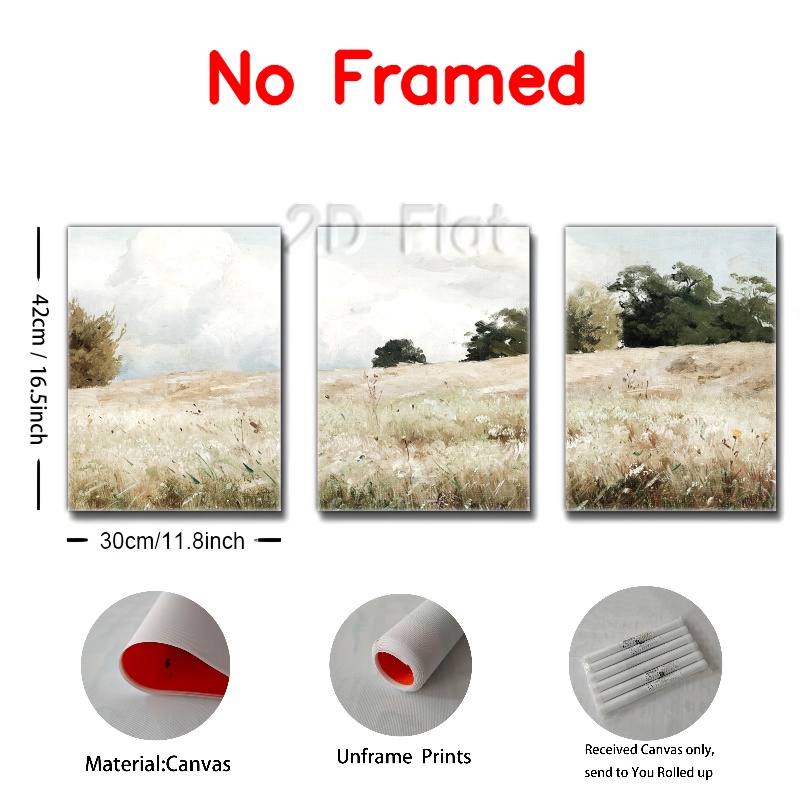 No Framed
2D Flat
42cm / 16.5inch
30cm/11.8inch
Material:Canvas
Unframe Prints
Received Canvas only,
send to You Rolled up